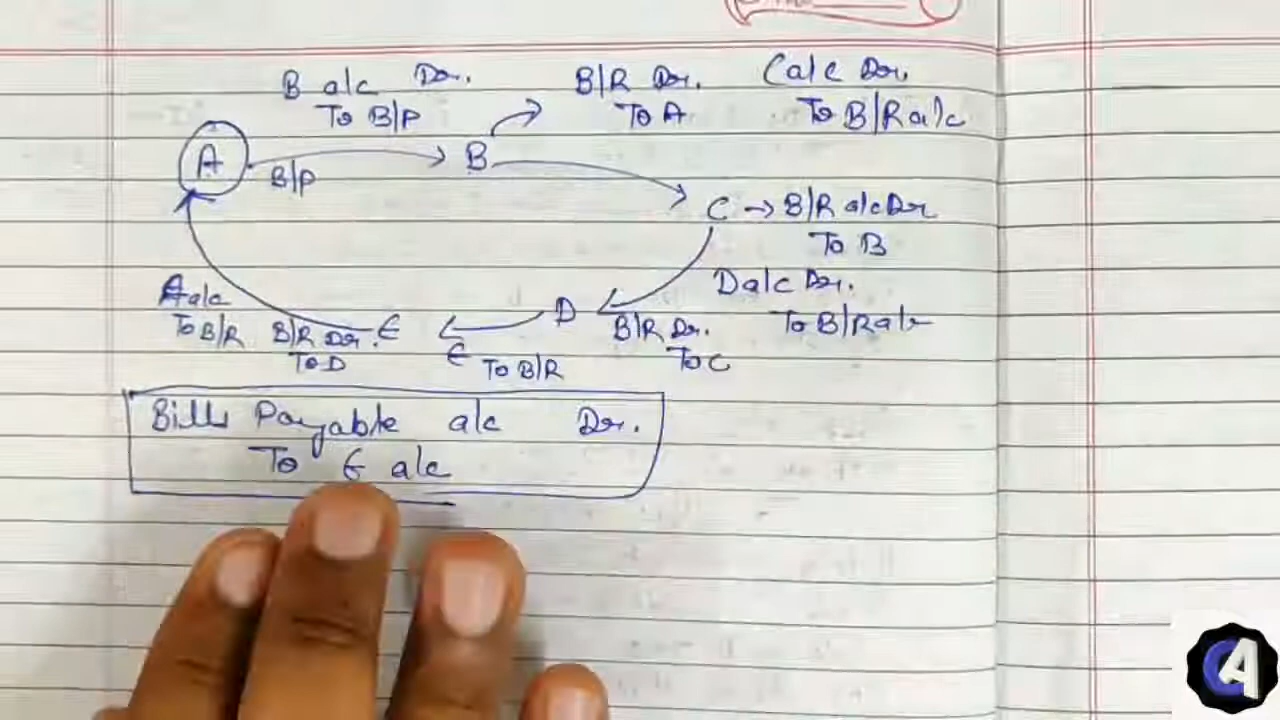 B a/c Dr. B/R Dr. C a/c Dr.
To B/P To A To B/R a/c
A B/P B
C → B/R a/c Dr
To B
D a/c Dr.
A a/c D B/R Dr. To B/R a/c
To B/R B/R Dr. E To C
To D E To B/R
Bills Payable a/c Dr.
To E a/c
CA